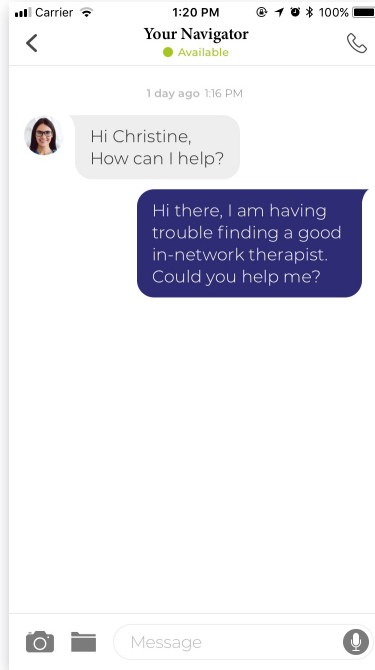 Carrier 1:20 PM 100%
Your Navigator
Available
1 day ago 1:16 PM
Hi Christine,
How can I help?
Hi there, I am having
trouble finding a good
in-network therapist.
Could you help me?
Message